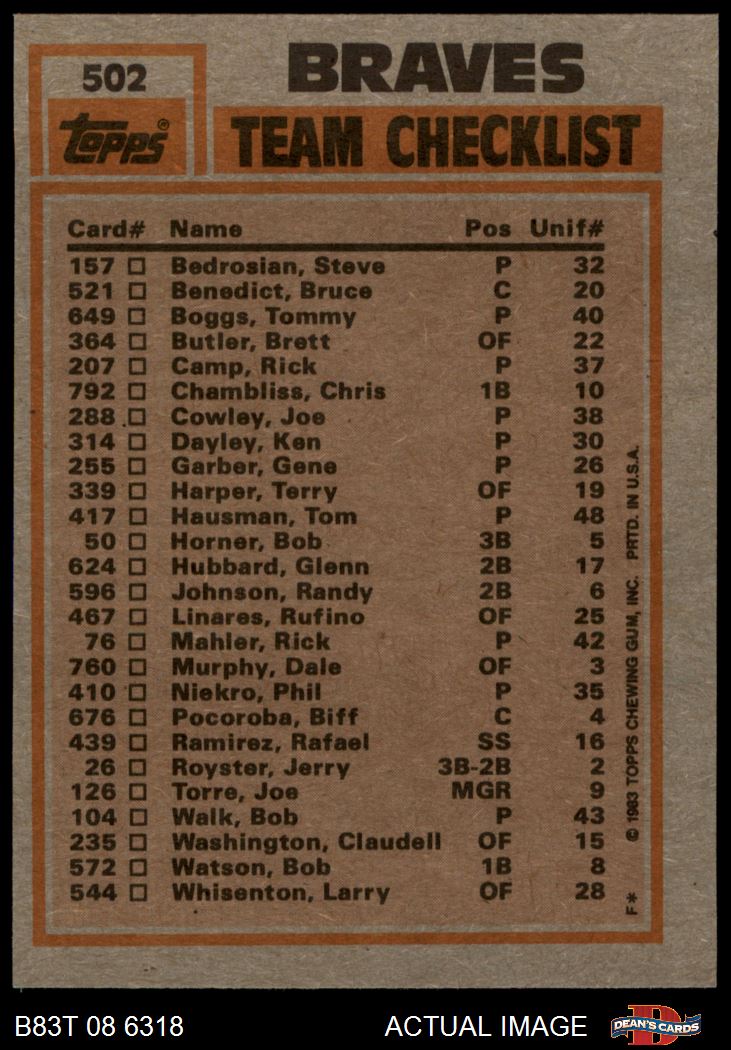 502
BRAVES
topps®
TEAM CHECKLIST
Card# Name Pos Unif#
157 Bedrosian, Steve P 32
521 Benedict, Bruce C 20
649 Boggs, Tommy P 40
364 Butler, Brett OF 22
207 Camp, Rick P 37
792 Chambliss, Chris 1B 10
288 Cowley, Joe P 38
314 Dayley, Ken P 30
255 Garber, Gene P 26
339 Harper, Terry OF 19
417 Hausman, Tom P 48
50 Horner, Bob 3B 5
624 Hubbard, Glenn 2B 17
596 Johnson, Randy 2B 6
467 Linares, Rufino OF 25
76 Mahler, Rick P 42
760 Murphy, Dale OF 3
410 Niekro, Phil P 35
676 Pocoroba, Biff C 4
439 Ramirez, Rafael SS 16
26 Royster, Jerry 3B-2B 2
126 Torre, Joe MGR 9
104 Walk, Bob P 43
235 Washington, Claudell OF 15
572 Watson, Bob 1B 8
544 Whisenton, Larry OF 28
F* © 1983 TOPPS CHEWING GUM, INC. PRTD. IN U.S.A.
B83T 08 6318 ACTUAL IMAGE
D
DEAN'S CARDS